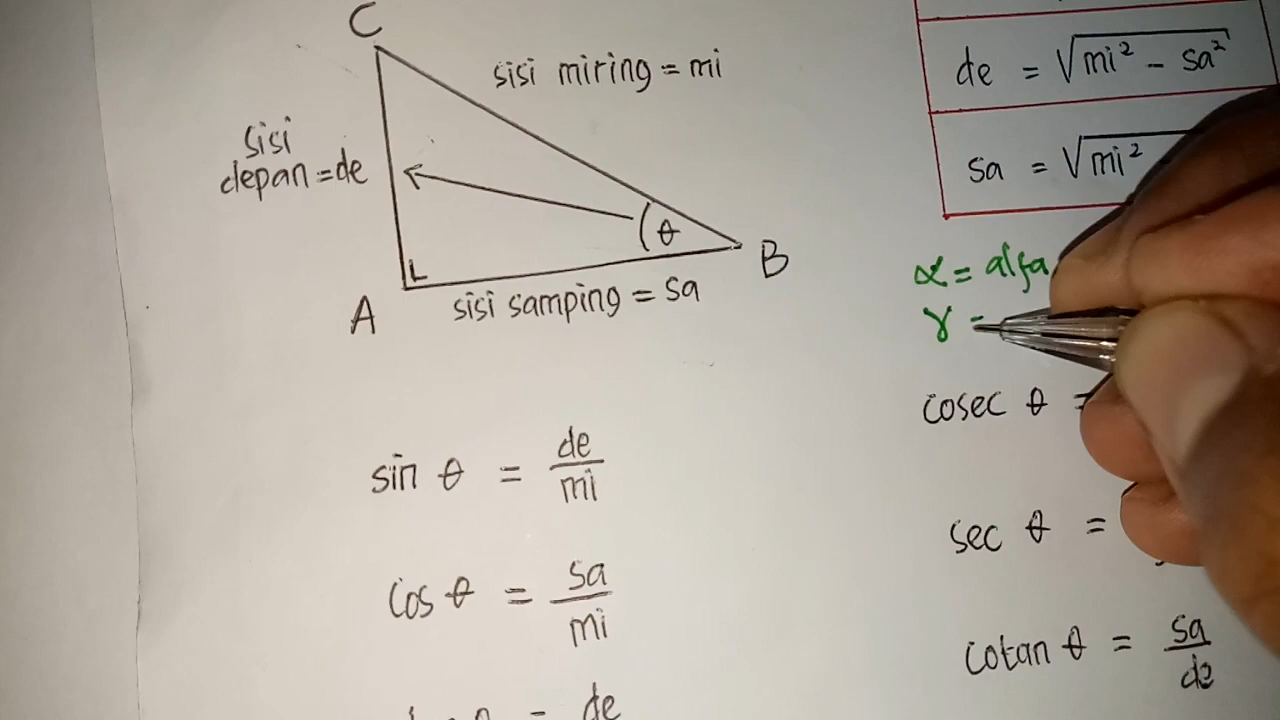 C
sisi miring = mi
sisi
depan = de
θ
A
B
sisi samping = sa
de = √mi² - sa²
sa = √mi²
α = alfa
γ =
sin θ = de/mi
cosec θ =
cos θ = sa/mi
sec θ =
cotan θ = sa/de
= de